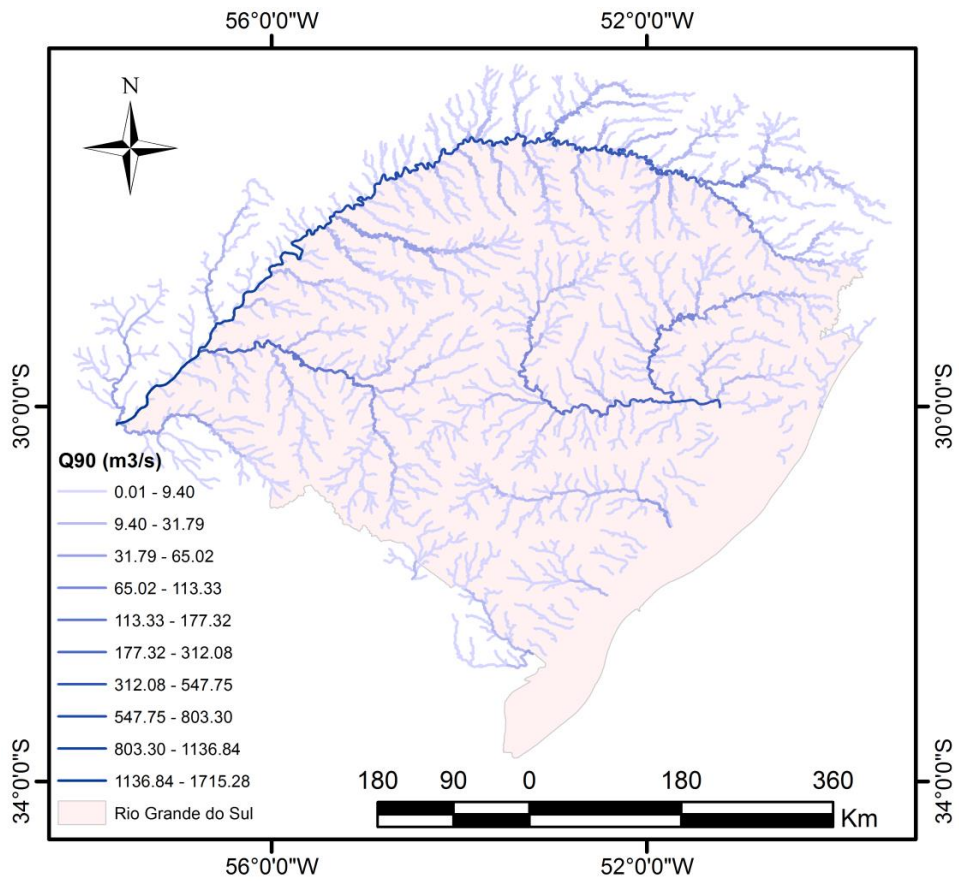 56°0'0"W 52°0'0"W
N
30°0'0"S 30°0'0"S
Q90 (m3/s)
0.01 - 9.40
9.40 - 31.79
31.79 - 65.02
65.02 - 113.33
113.33 - 177.32
177.32 - 312.08
312.08 - 547.75
547.75 - 803.30
803.30 - 1136.84
1136.84 - 1715.28
Rio Grande do Sul
34°0'0"S 34°0'0"S
180 90 0 180 360
Km
56°0'0"W 52°0'0"W